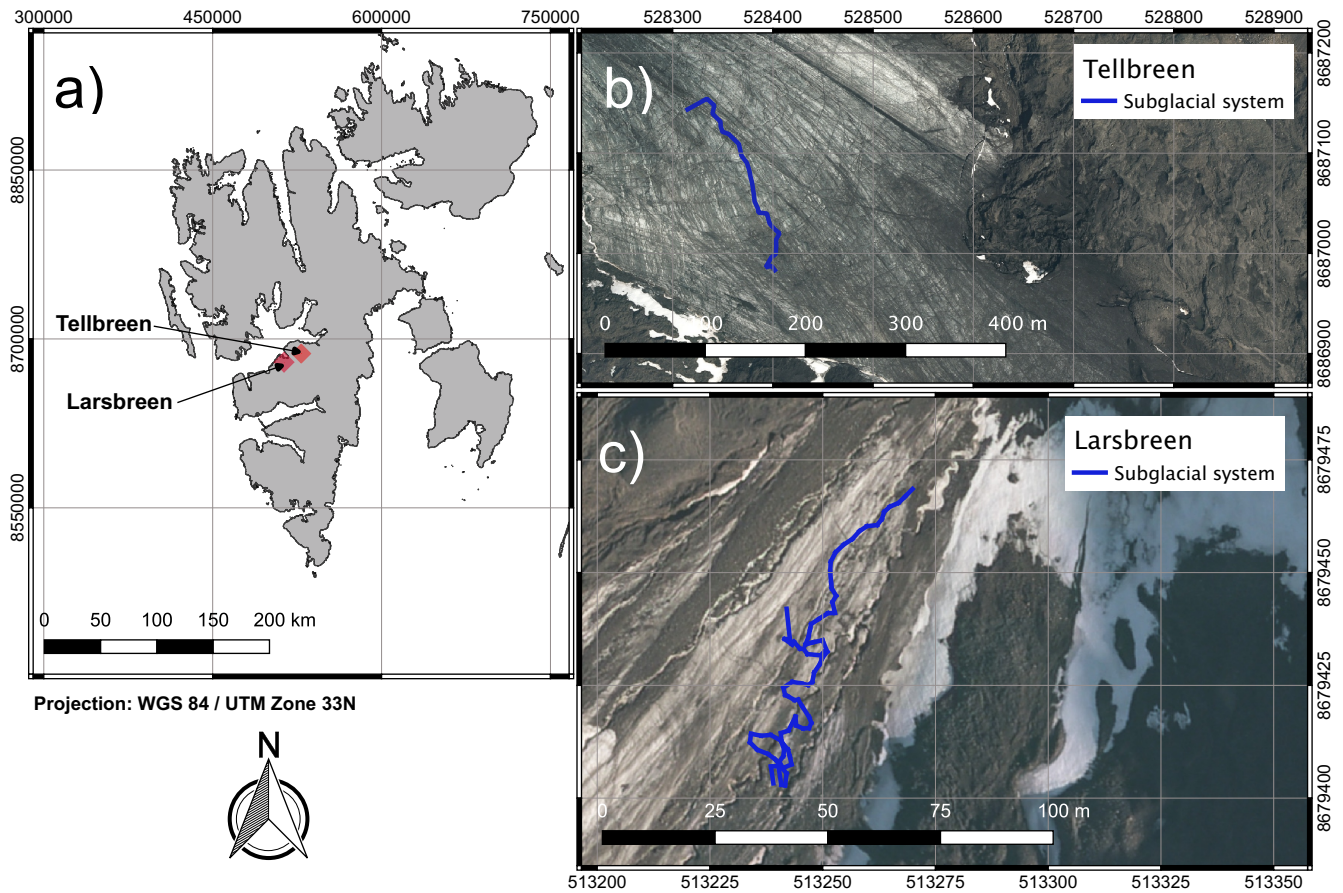 300000 450000 600000 750000
a)
8850000
8700000
8550000
Tellbreen
Larsbreen
0 50 100 150 200 km
Projection: WGS 84 / UTM Zone 33N
N
528300 528400 528500 528600 528700 528800 528900
b)
Tellbreen
Subglacial system
8687200
8687100
8687000
8686900
0 100 200 300 400 m
c)
Larsbreen
Subglacial system
8679475
8679450
8679425
8679400
0 25 50 75 100 m
513200 513225 513250 513275 513300 513325 513350